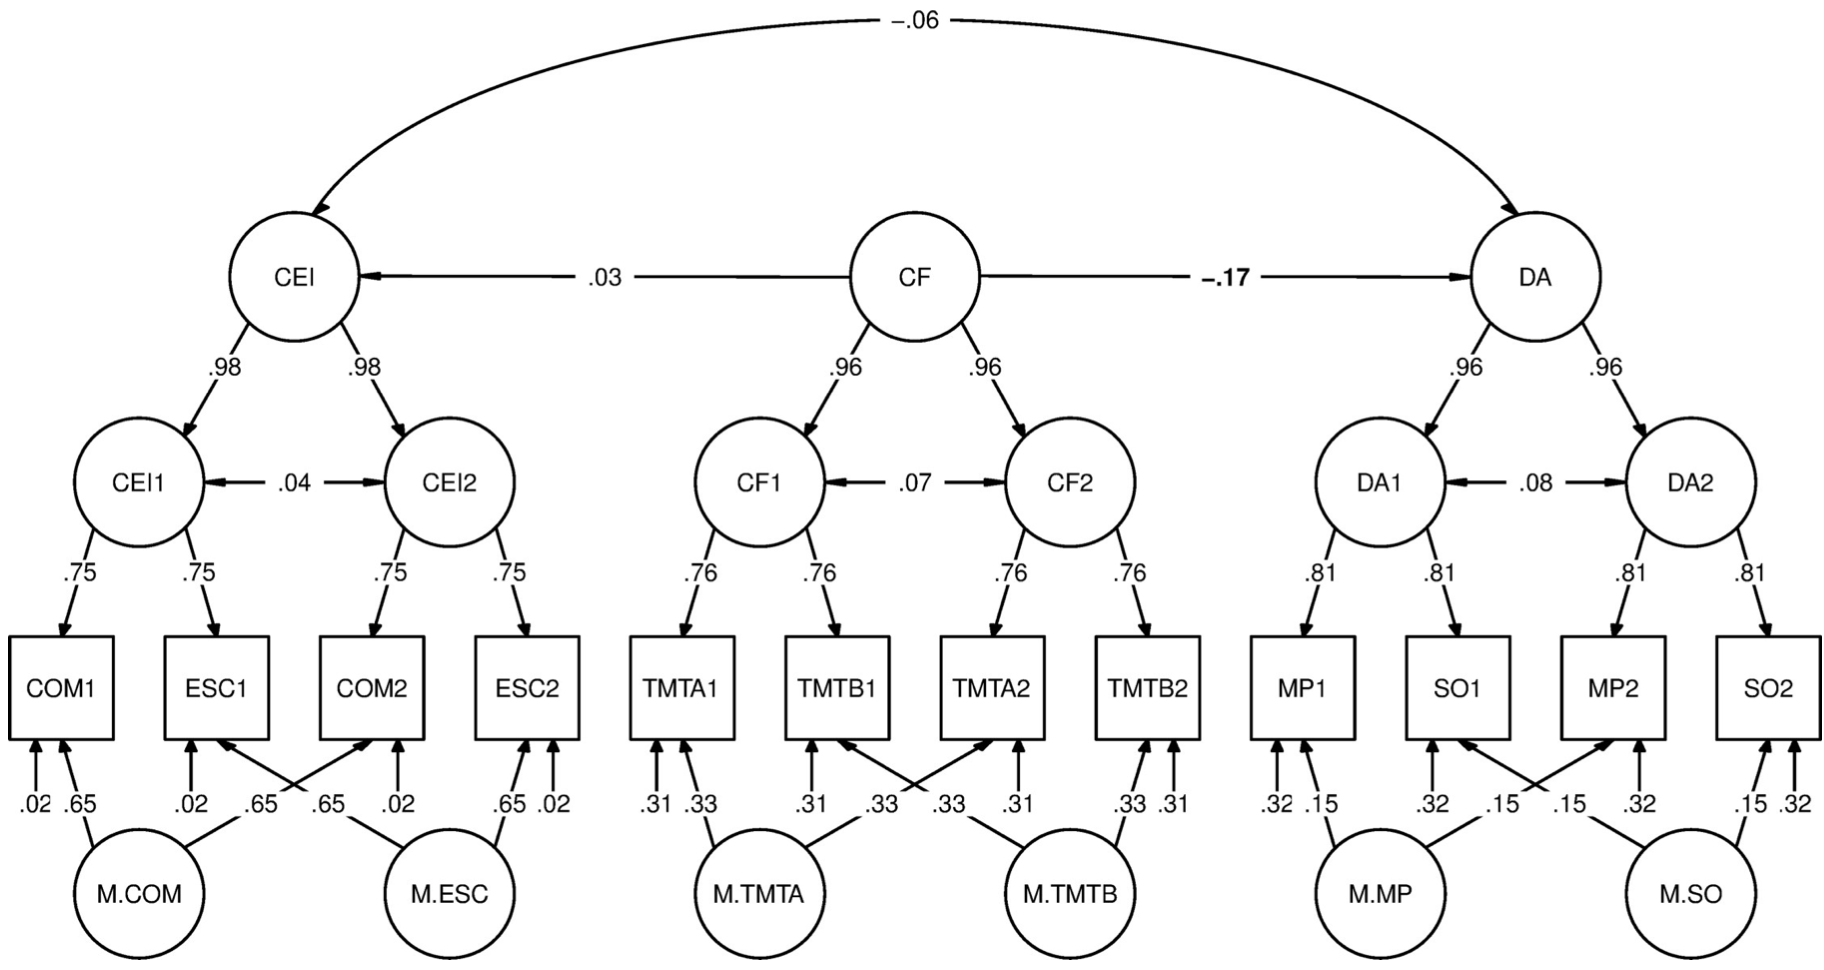 –.06
CEI .03 CF –.17 DA
.98 .98 .96 .96 .96 .96
CEI1 .04 CEI2 CF1 .07 CF2 DA1 .08 DA2
.75 .75 .75 .75 .76 .76 .76 .76 .81 .81 .81 .81
COM1 ESC1 COM2 ESC2 TMTA1 TMTB1 TMTA2 TMTB2 MP1 SO1 MP2 SO2
.02 .65 .02 .65 .65 .02 .65 .02 .31 .33 .31 .33 .33 .31 .33 .31 .32 .15 .32 .15 .15 .32 .15 .32
M.COM M.ESC M.TMTA M.TMTB M.MP M.SO